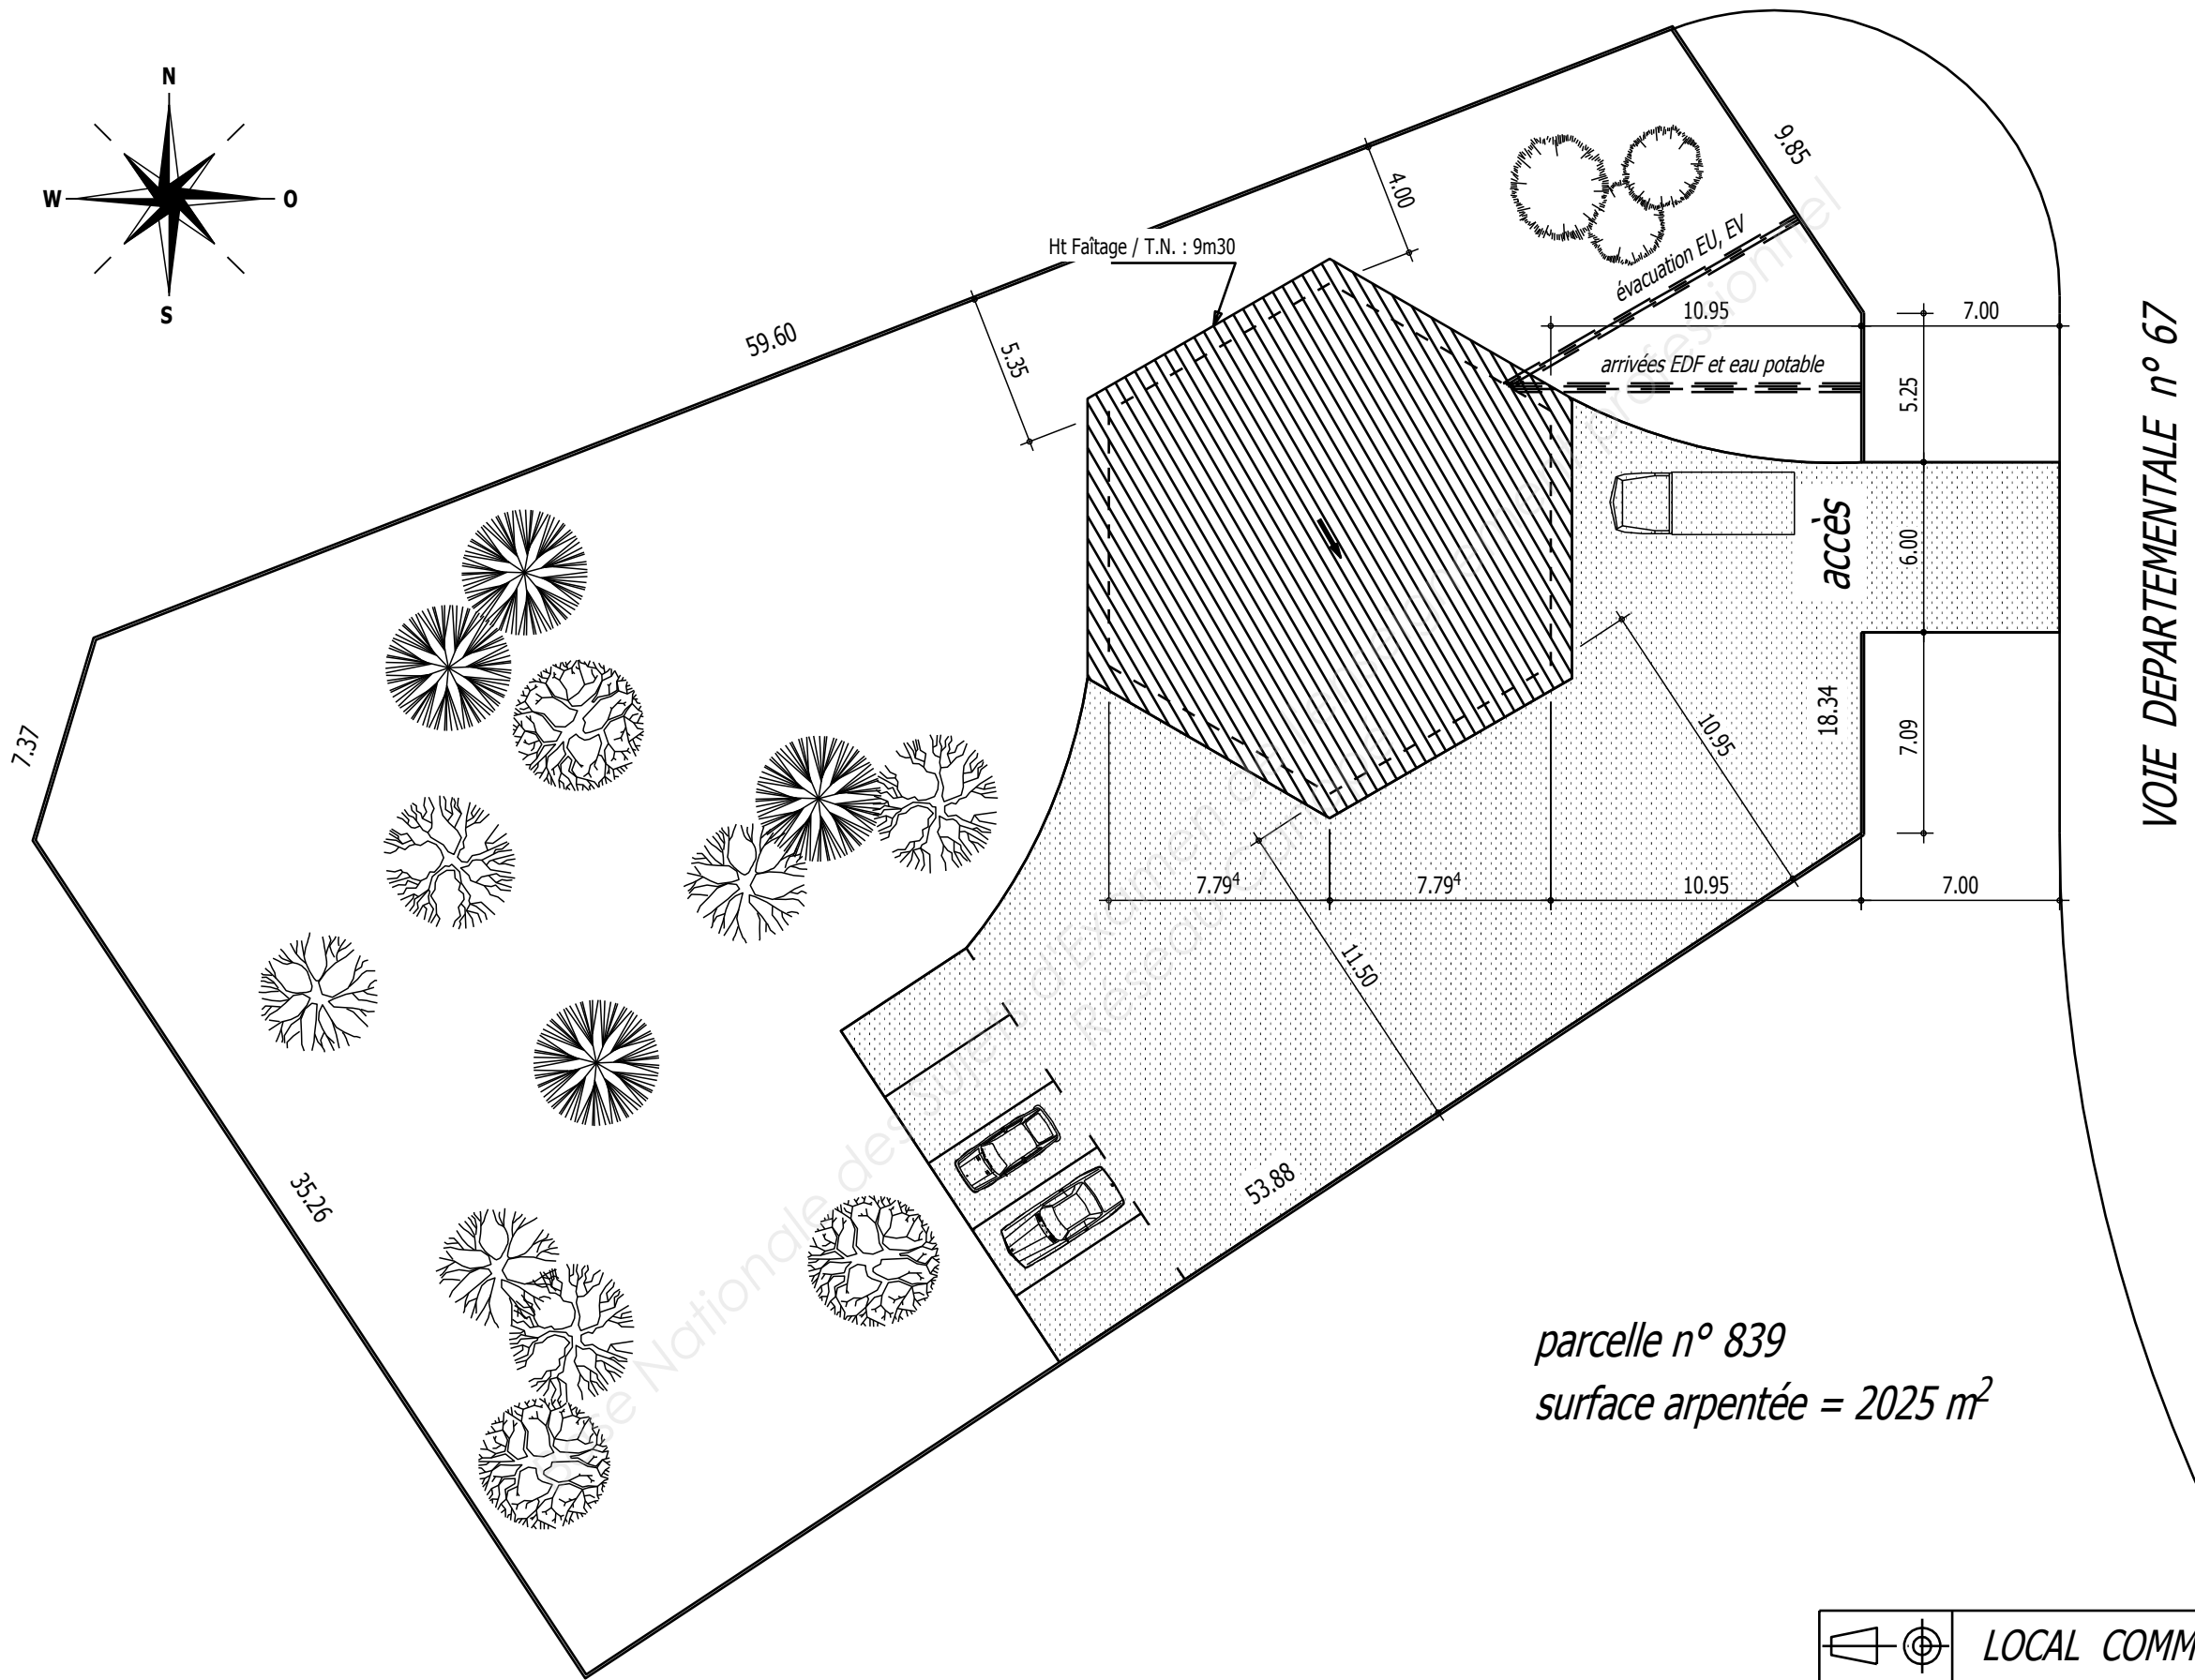 N
W
O
S
Ht Faîtage / T.N. : 9m30
59.60
5.35
4.00
9.85
évacuation EU, EV
10.95
7.00
arrivées EDF et eau potable
5.25
VOIE DEPARTEMENTALE n° 67
accès
6.00
18.34
7.09
10.95
7.37
7.79⁴
7.79⁴
10.95
7.00
11.50
35.26
53.88
parcelle n° 839
surface arpentée = 2025 m²
LOCAL COMM